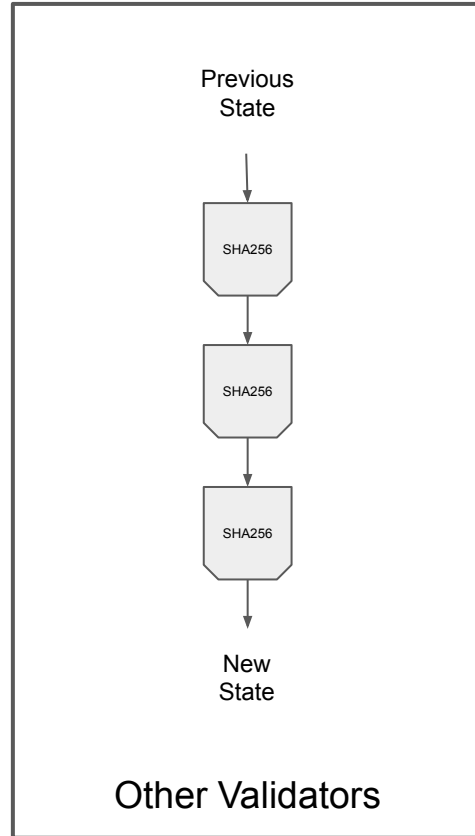 Previous
State
SHA256
SHA256
SHA256
New
State
Other Validators